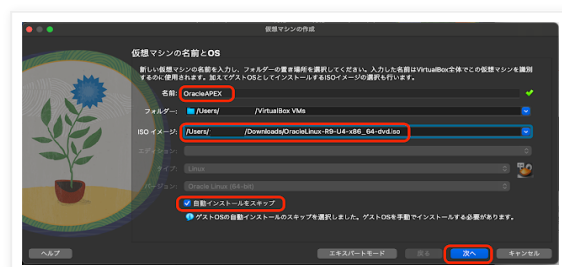 仮想マシンの作成
仮想マシンの名前とOS
新しい仮想マシンの名前を入力し、フォルダーの置き場所を選択してください。入力した名前はVirtualBox全体でこの仮想マシンを識別
するのに使用されます。加えてゲストOSとしてインストールするISOイメージの選択も行います。
名前: OracleAPEX
フォルダー: /Users/ /VirtualBox VMs
ISO イメージ: /Users/ /Downloads/OracleLinux-R9-U4-x86_64-dvd.iso
エディション:
タイプ: Linux
バージョン: Oracle Linux (64-bit)
自動インストールをスキップ
ゲストOSの自動インストールのスキップを選択しました。ゲストOSを手動でインストールする必要があります。
ヘルプ エキスパートモード 戻る 次へ キャンセル